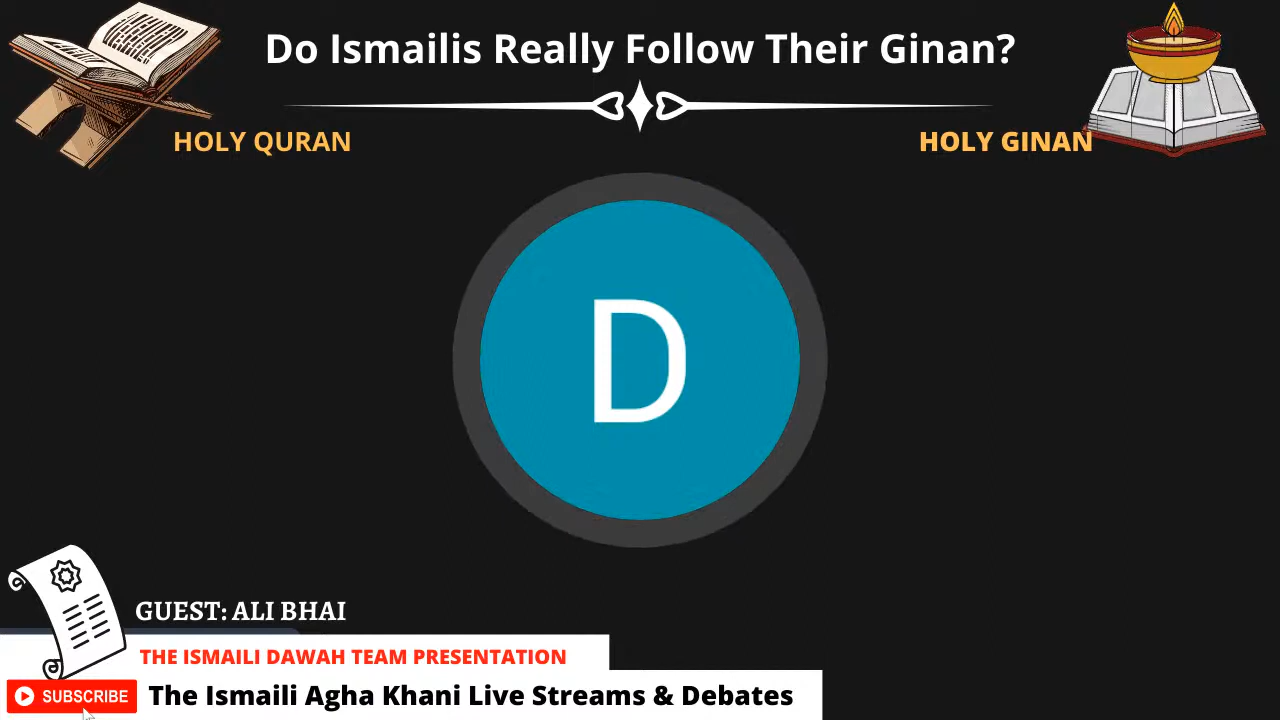 Do Ismailis Really Follow Their Ginan?
HOLY QURAN
HOLY GINAN
D
GUEST: ALI BHAI
THE ISMAILI DAWAH TEAM PRESENTATION
SUBSCRIBE
The Ismaili Agha Khani Live Streams & Debates